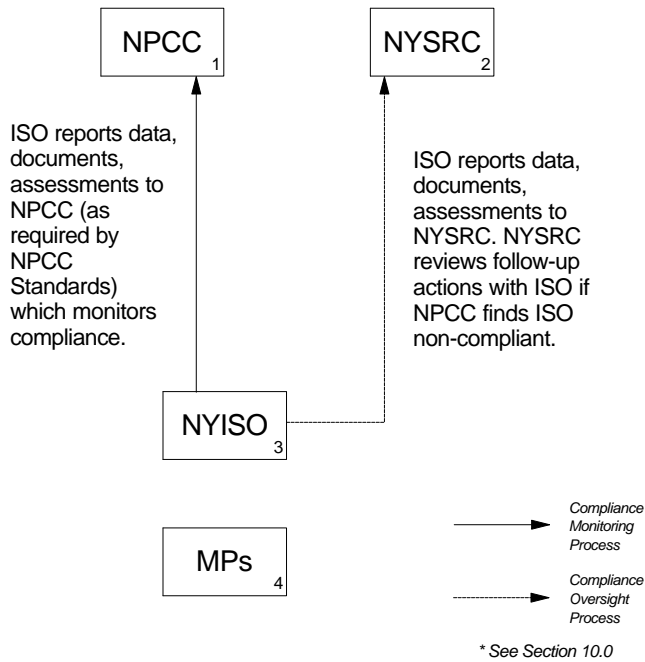 NPCC
1
NYSRC
2
ISO reports data,
documents,
assessments to
NPCC (as
required by
NPCC
Standards)
which monitors
compliance.
ISO reports data,
documents,
assessments to
NYSRC. NYSRC
reviews follow-up
actions with ISO if
NPCC finds ISO
non-compliant.
NYISO
3
MPs
4
Compliance
Monitoring
Process
Compliance
Oversight
Process
* See Section 10.0